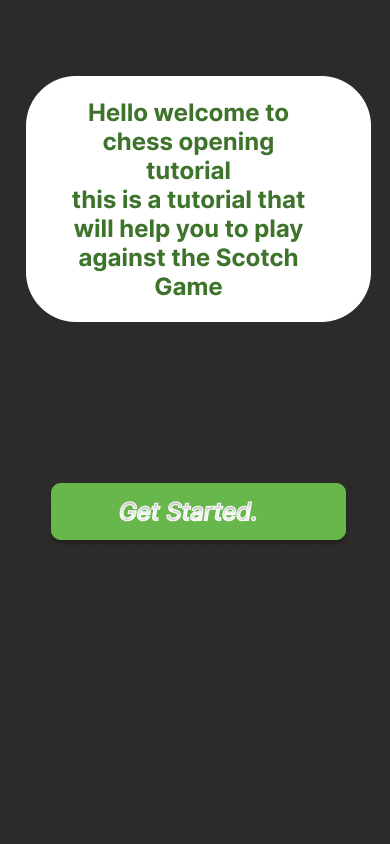 Hello welcome to
chess opening
tutorial
this is a tutorial that
will help you to play
against the Scotch
Game
Get Started.